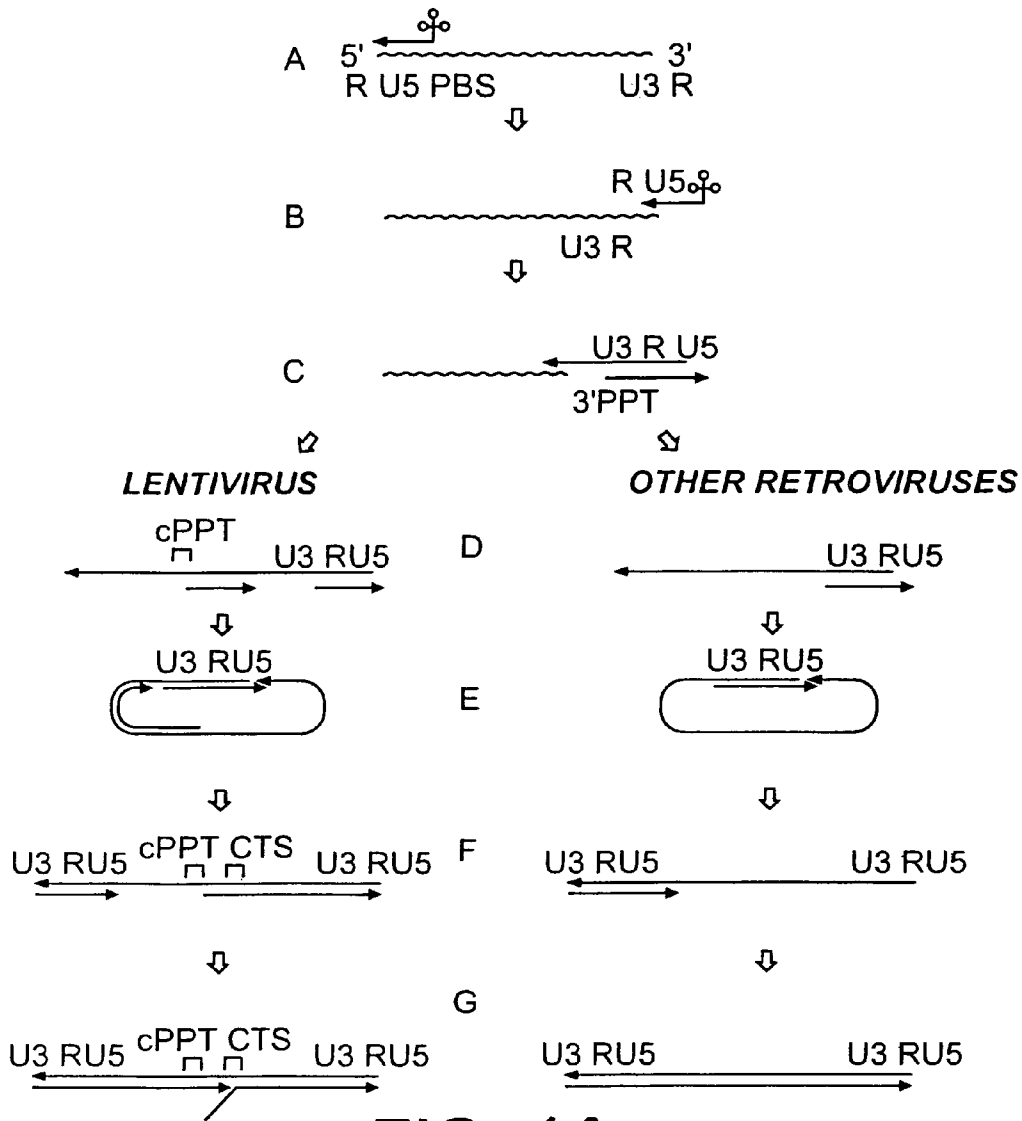 A 5' 3'
R U5 PBS U3 R
R U5
B
U3 R
U3 R U5
C
3'PPT
LENTIVIRUS OTHER RETROVIRUSES
cPPT
U3 RU5 D U3 RU5
U3 RU5 U3 RU5
E
cPPT CTS F
U3 RU5 U3 RU5 U3 RU5 U3 RU5
G
cPPT CTS
U3 RU5 U3 RU5 U3 RU5 U3 RU5